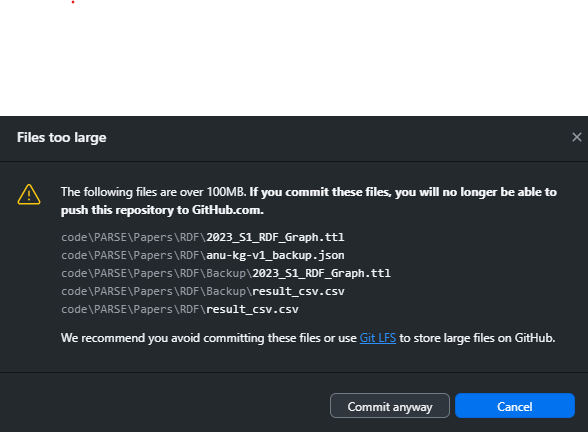 Files too large
The following files are over 100MB. If you commit these files, you will no longer be able to
push this repository to GitHub.com.
code\PARSE\Papers\RDF\2023_S1_RDF_Graph.ttl
code\PARSE\Papers\RDF\anu-kg-v1_backup.json
code\PARSE\Papers\RDF\Backup\2023_S1_RDF_Graph.ttl
code\PARSE\Papers\RDF\Backup\result_csv.csv
code\PARSE\Papers\RDF\result_csv.csv
We recommend you avoid committing these files or use Git LFS to store large files on GitHub.
Commit anyway
Cancel